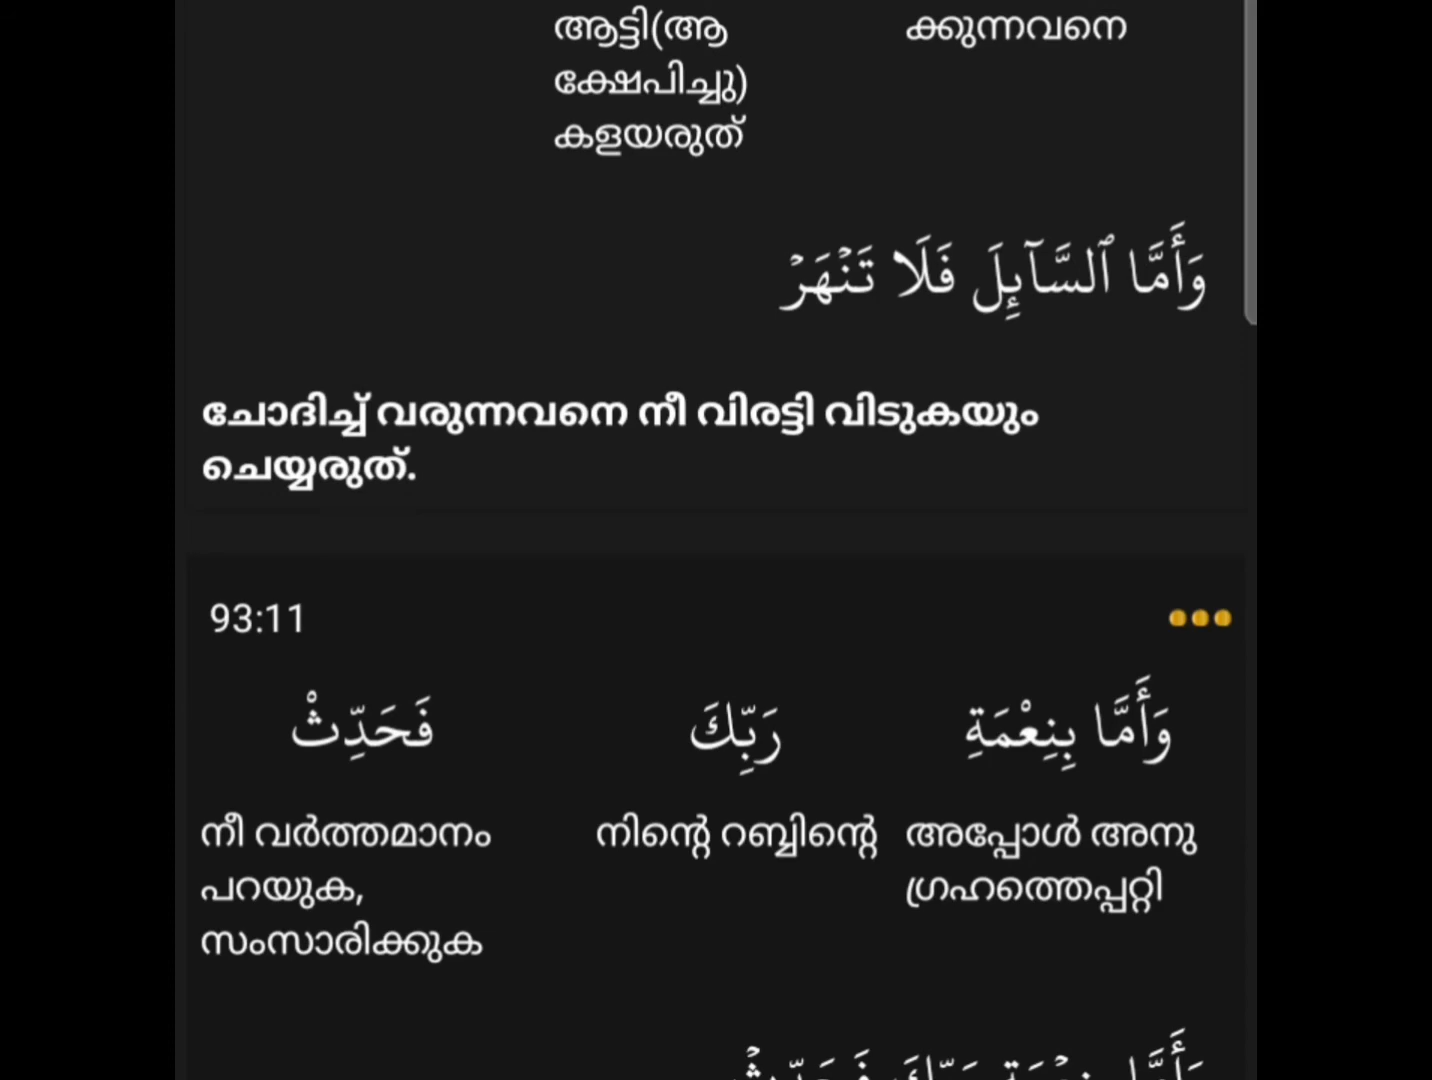 ആട്ടി(ആ ക്കുന്നവനെ
ക്ഷേപിച്ചു)
കളയരുത്
وَأَمَّا ٱلسَّآئِلَ فَلَا تَنۡهَرۡ
ചോദിച്ച് വരുന്നവനെ നീ വിരട്ടി വിടുകയും
ചെയ്യരുത്.
93:11
وَأَمَّا بِنِعْمَةِ رَبِّكَ فَحَدِّثْ
നീ വർത്തമാനം നിന്റെ റബ്ബിന്റെ അപ്പോൾ അനു
പറയുക, ഗ്രഹത്തെപ്പറ്റി
സംസാരിക്കുക